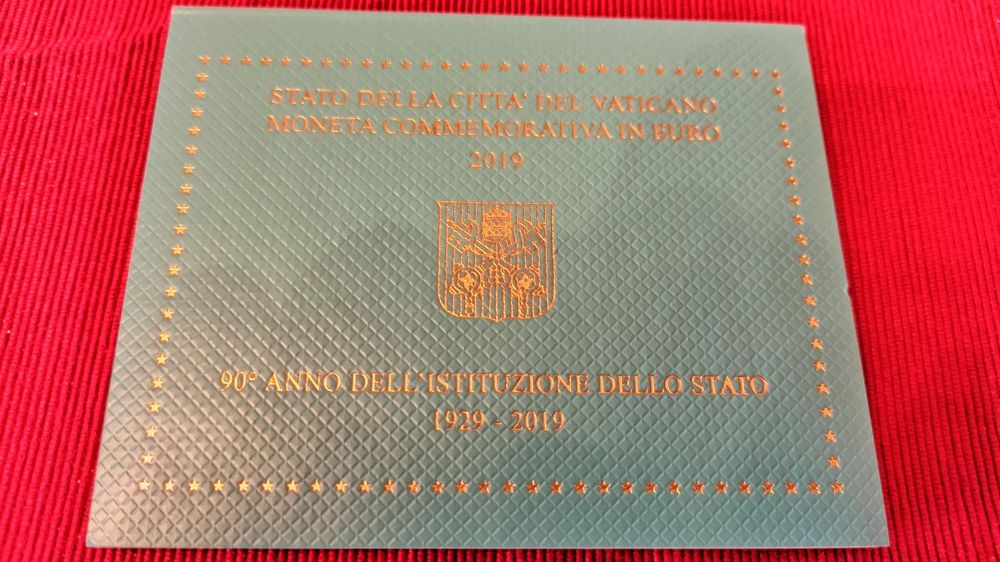 STATO DELLA CITTA' DEL VATICANO
MONETA COMMEMORATIVA IN EURO
2019
90° ANNO DELL'ISTITUZIONE DELLO STATO
1929 - 2019